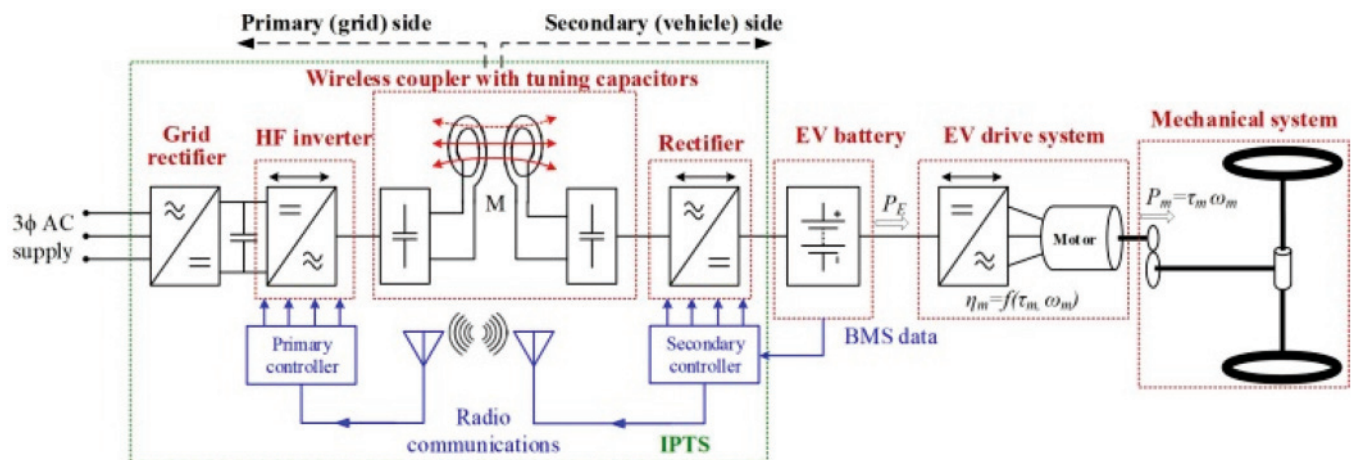 Primary (grid) side
Secondary (vehicle) side
Wireless coupler with tuning capacitors
Grid
rectifier
HF inverter
Rectifier
EV battery
EV drive system
Mechanical system
3ϕ AC
supply
M
+
-
P_E
Motor
P_m=τ_m ω_m
η_m=f(τ_m, ω_m)
Primary
controller
Secondary
controller
BMS data
Radio
communications
IPTS